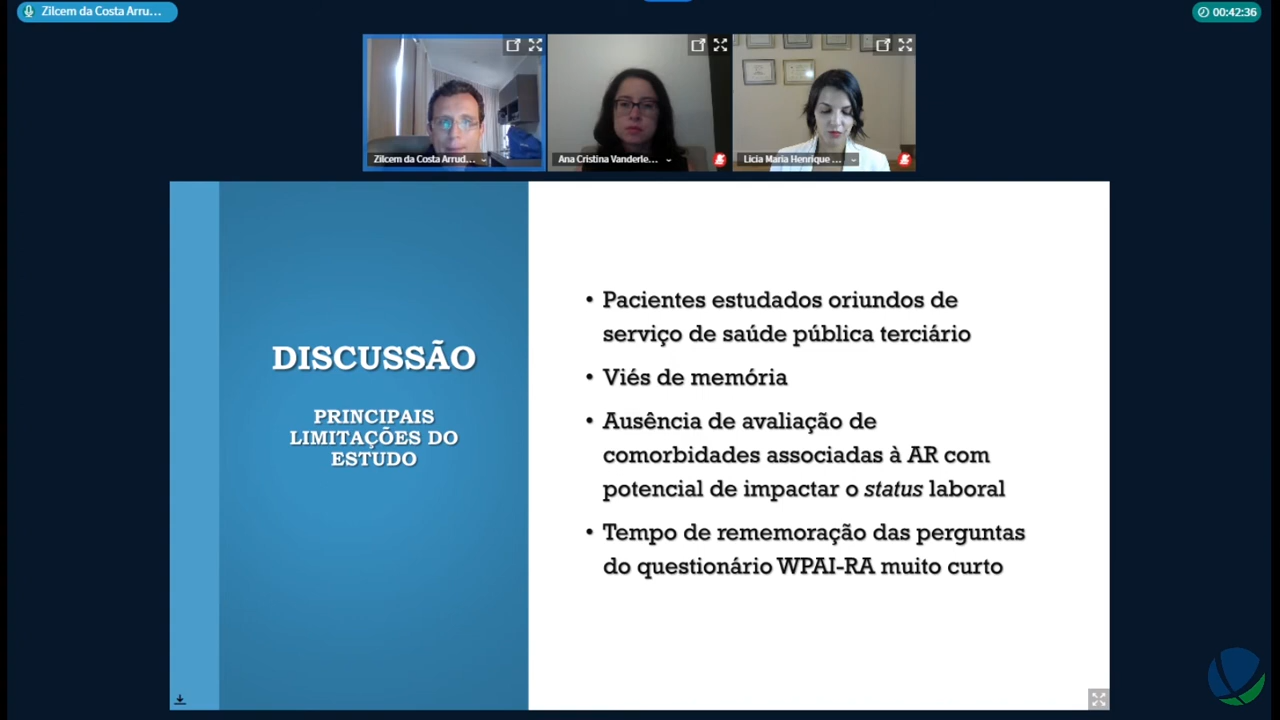 Zilcem da Costa Arru...
00:42:36
Zilcem da Costa Arrud...
Ana Cristina Vanderle...
Licia Maria Henrique ...
DISCUSSÃO
PRINCIPAIS
LIMITAÇÕES DO
ESTUDO
• Pacientes estudados oriundos de
serviço de saúde pública terciário
• Viés de memória
• Ausência de avaliação de
comorbidades associadas à AR com
potencial de impactar o status laboral
• Tempo de rememoração das perguntas
do questionário WPAI-RA muito curto